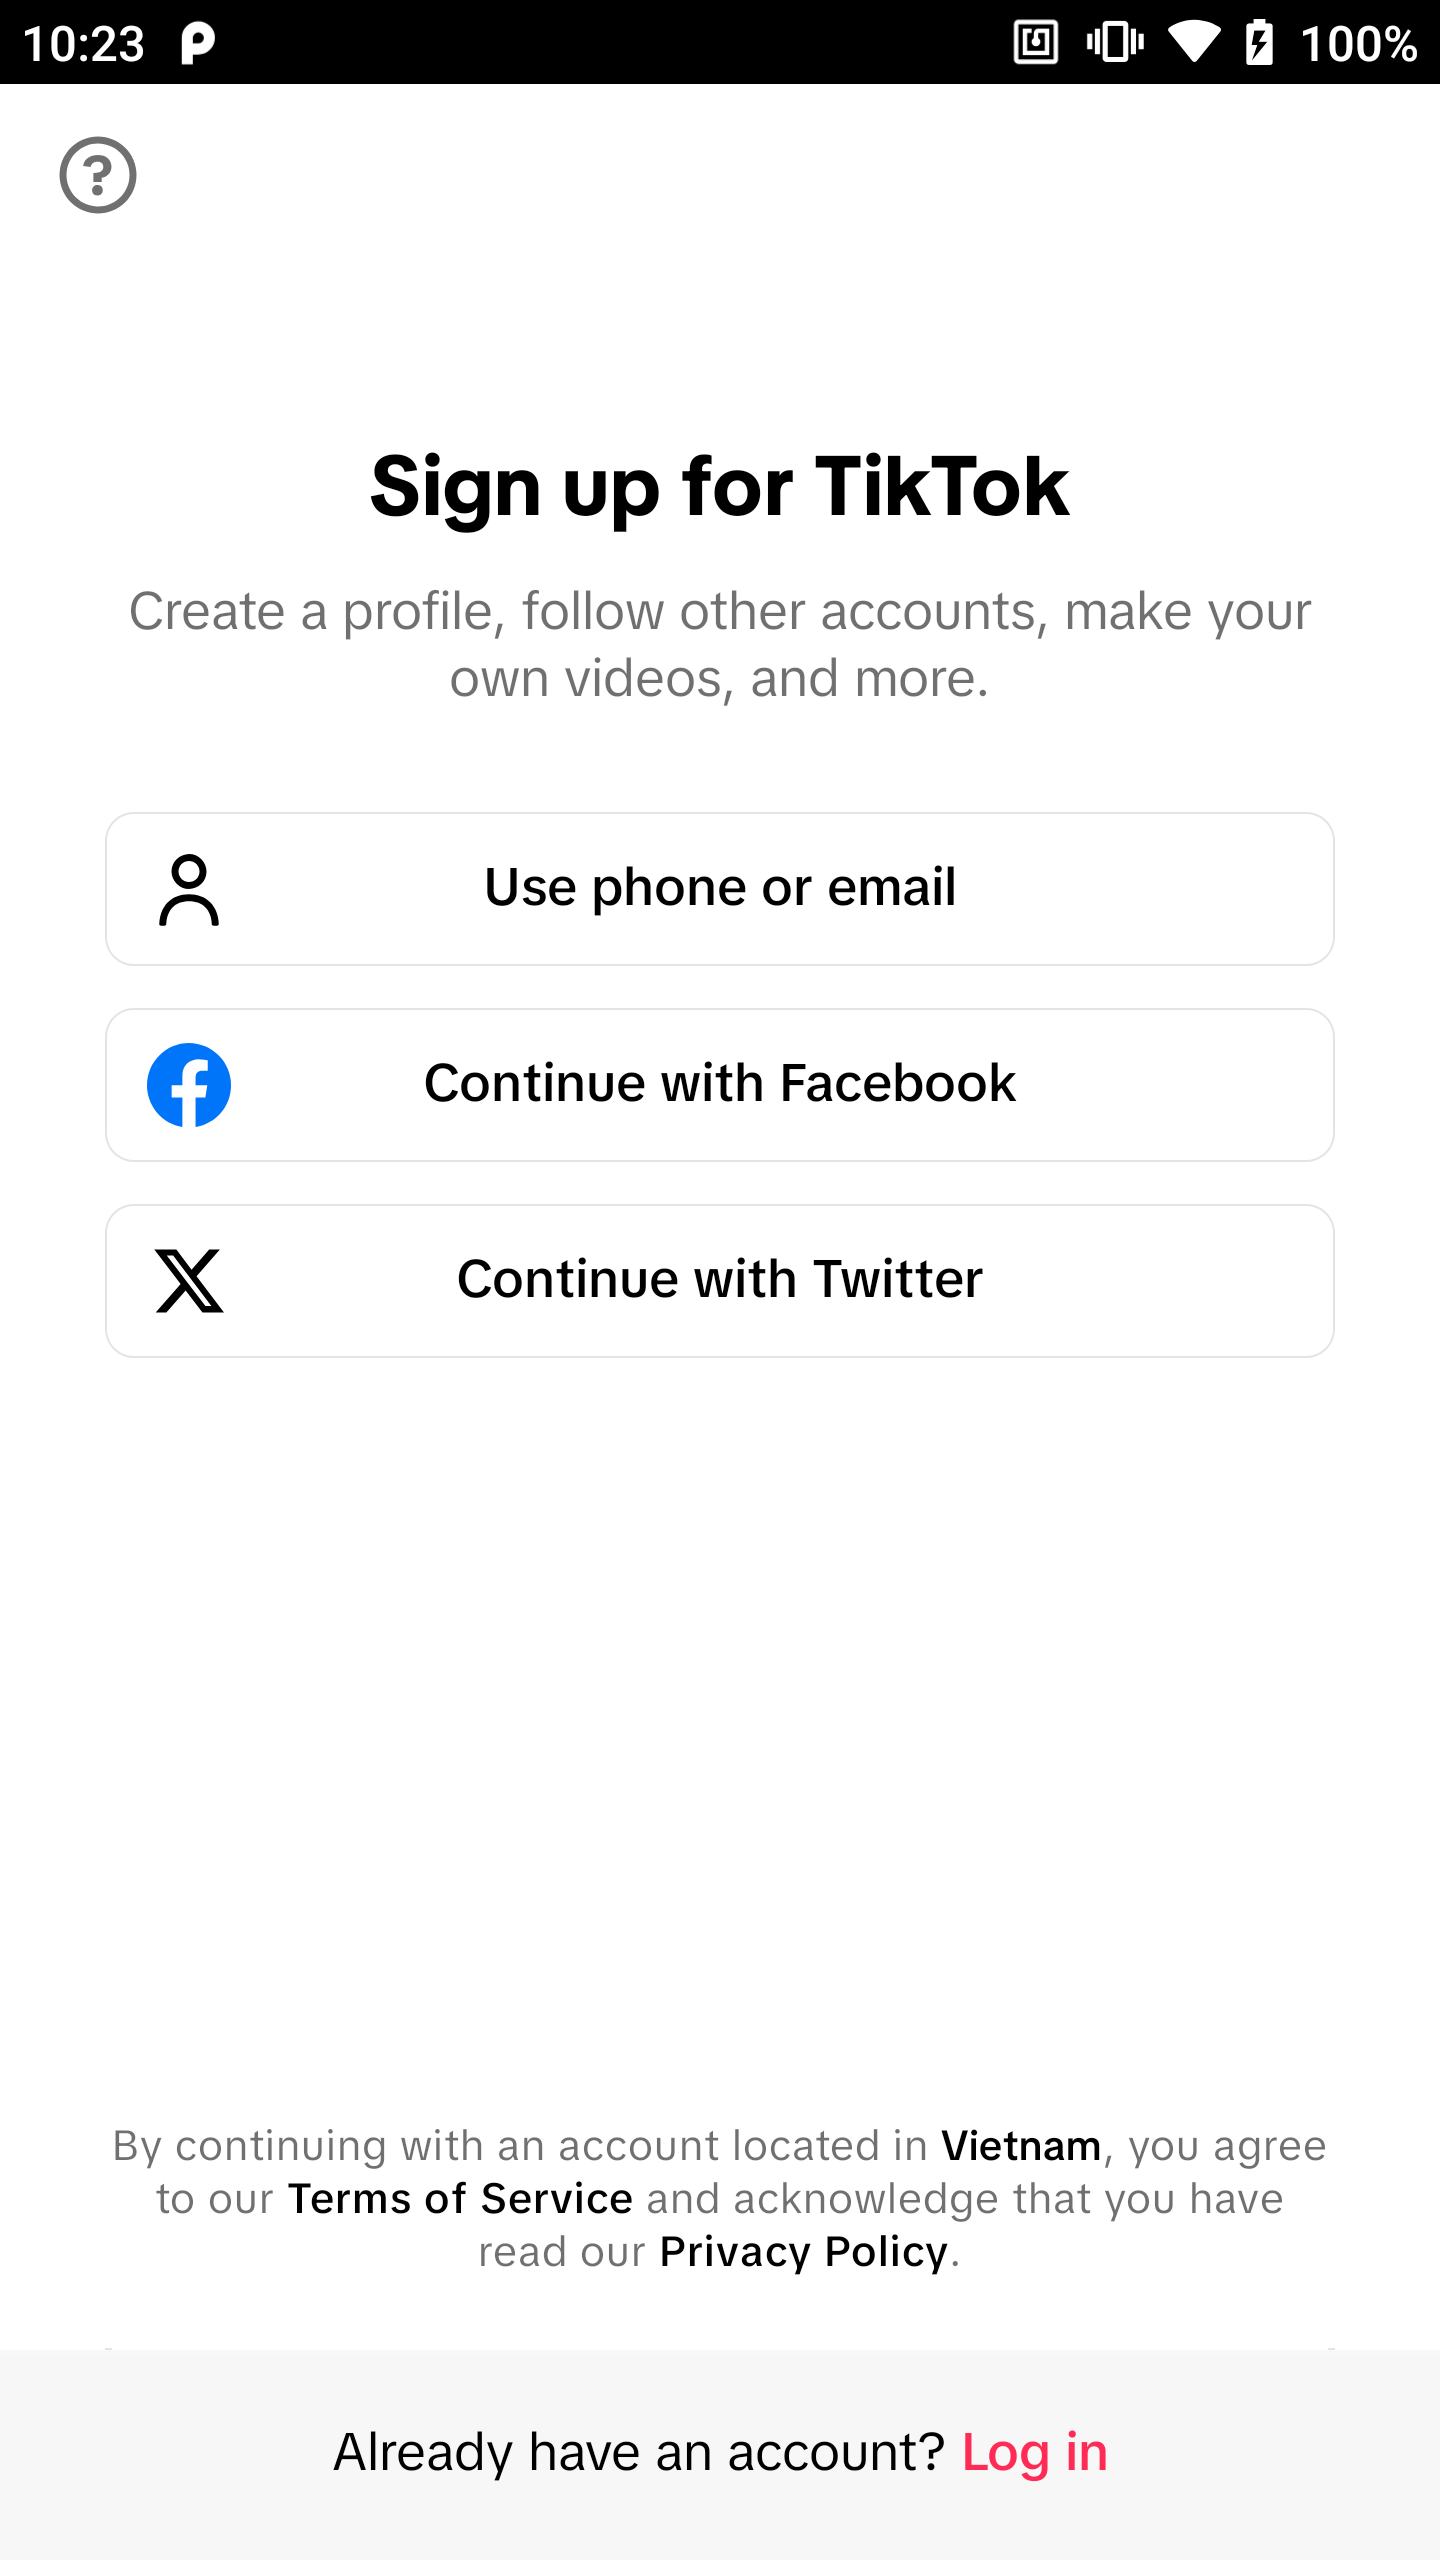 10:23
100%
Sign up for TikTok
Create a profile, follow other accounts, make your
own videos, and more.
Use phone or email
Continue with Facebook
Continue with Twitter
By continuing with an account located in Vietnam, you agree
to our Terms of Service and acknowledge that you have
read our Privacy Policy.
Already have an account? Log in